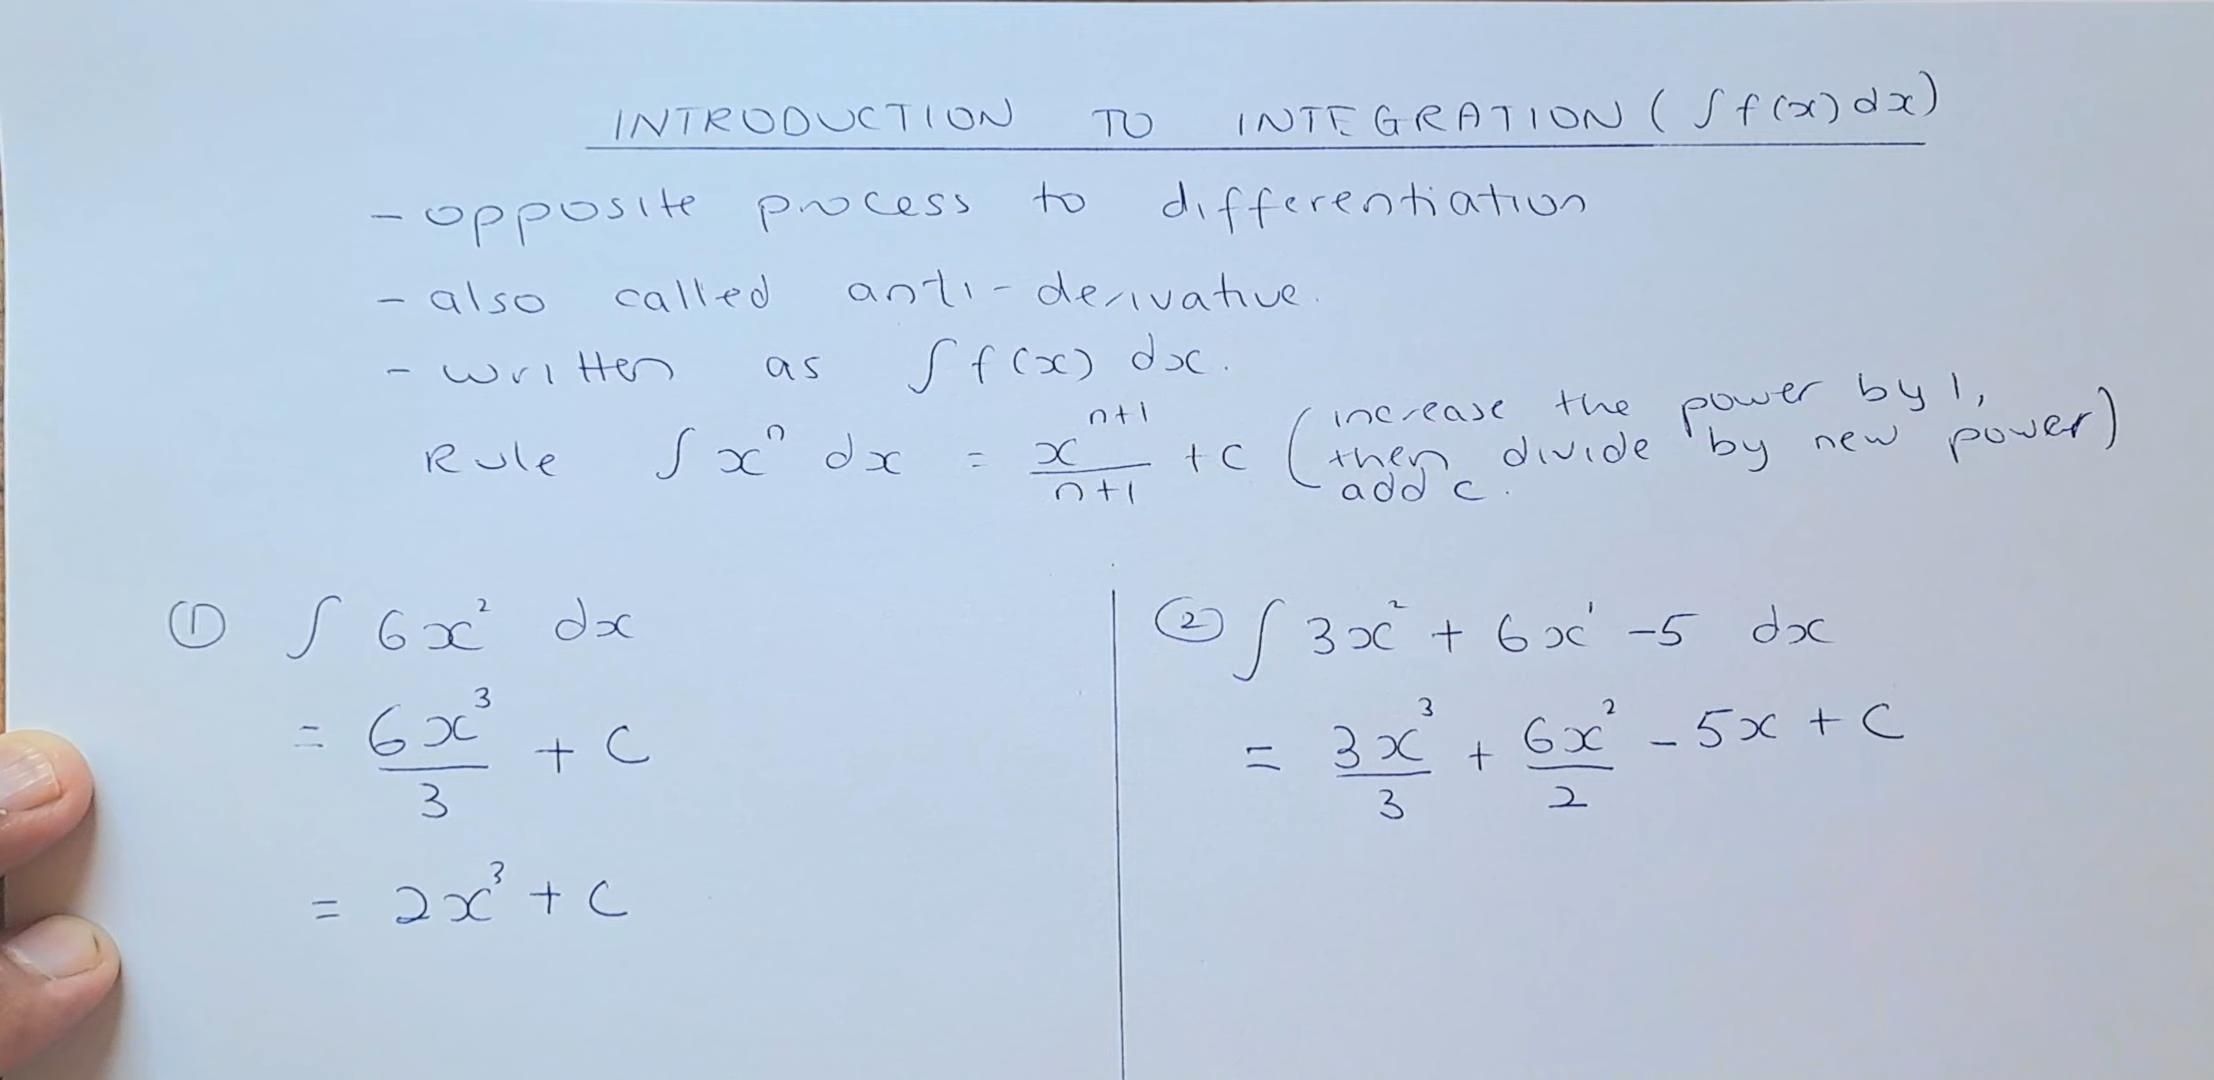 INTRODUCTION TO INTEGRATION (∫f(x)dx)
- opposite process to differentiation
- also called anti-derivative.
- written as ∫f(x) dx.
Rule ∫xⁿ dx = xⁿ⁺¹/n+1 + c (increase the power by 1,
then divide by new power)
add c.
① ∫ 6x² dx
= 6x³/3 + c
= 2x³ + c
② ∫ 3x² + 6x¹ - 5 dx
= 3x³/3 + 6x²/2 - 5x + c